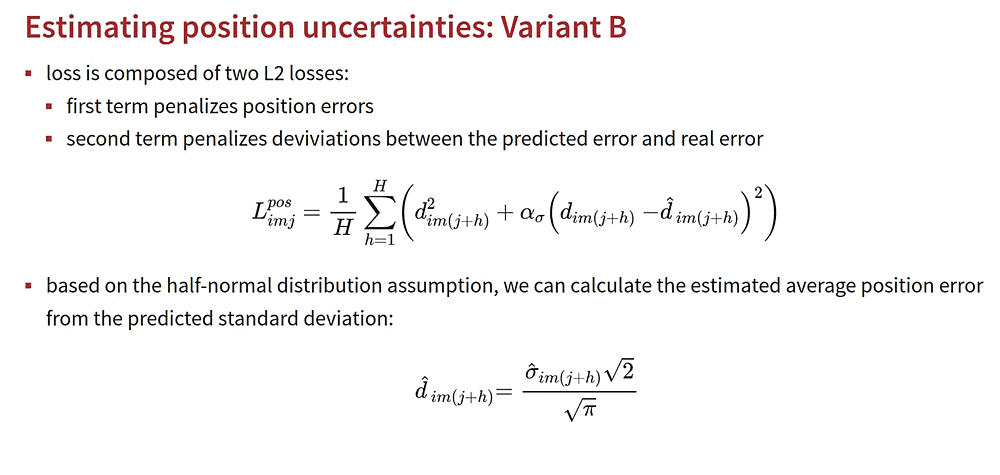 Estimating position uncertainties: Variant B
▪ loss is composed of two L2 losses:
▪ first term penalizes position errors
▪ second term penalizes deviviations between the predicted error and real error
$L_{imj}^{pos} = \frac{1}{H} \sum_{h=1}^{H} \left( d_{im(j+h)}^{2} + \alpha_{\sigma} \left( d_{im(j+h)} - \hat{d}_{im(j+h)} \right)^{2} \right)$
▪ based on the half-normal distribution assumption, we can calculate the estimated average position error
from the predicted standard deviation:
$\hat{d}_{im(j+h)} = \frac{\hat{\sigma}_{im(j+h)} \sqrt{2}}{\sqrt{\pi}}$